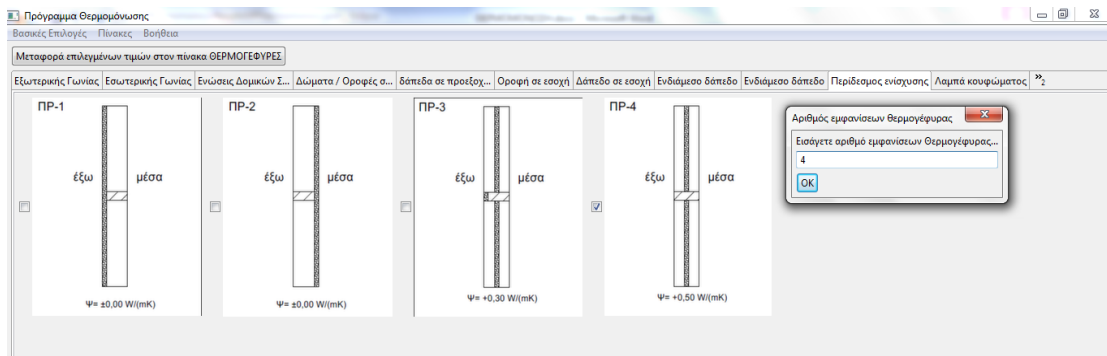 Πρόγραμμα Θερμομόνωσης
Βασικές Επιλογές Πίνακες Βοήθεια
Μεταφορά επιλεγμένων τιμών στον πίνακα ΘΕΡΜΟΓΕΦΥΡΕΣ
Εξωτερικής Γωνίας Εσωτερικής Γωνίας Ενώσεις Δομικών Σ... Δώματα / Οροφές σ... δάπεδα σε προεξοχ... Οροφή σε εσοχή Δάπεδο σε εσοχή Ενδιάμεσο δάπεδο Ενδιάμεσο δάπεδο Περίδεσμος ενίσχυσης Λαμπά κουφώματος »2
ΠΡ-1
έξω μέσα
Ψ= ±0,00 W/(mK)
ΠΡ-2
έξω μέσα
Ψ= ±0,00 W/(mK)
ΠΡ-3
έξω μέσα
Ψ= +0,30 W/(mK)
ΠΡ-4
έξω μέσα
Ψ= +0,50 W/(mK)
Αριθμός εμφανίσεων θερμογέφυρας
Εισάγετε αριθμό εμφανίσεων Θερμογέφυρας...
4
OK